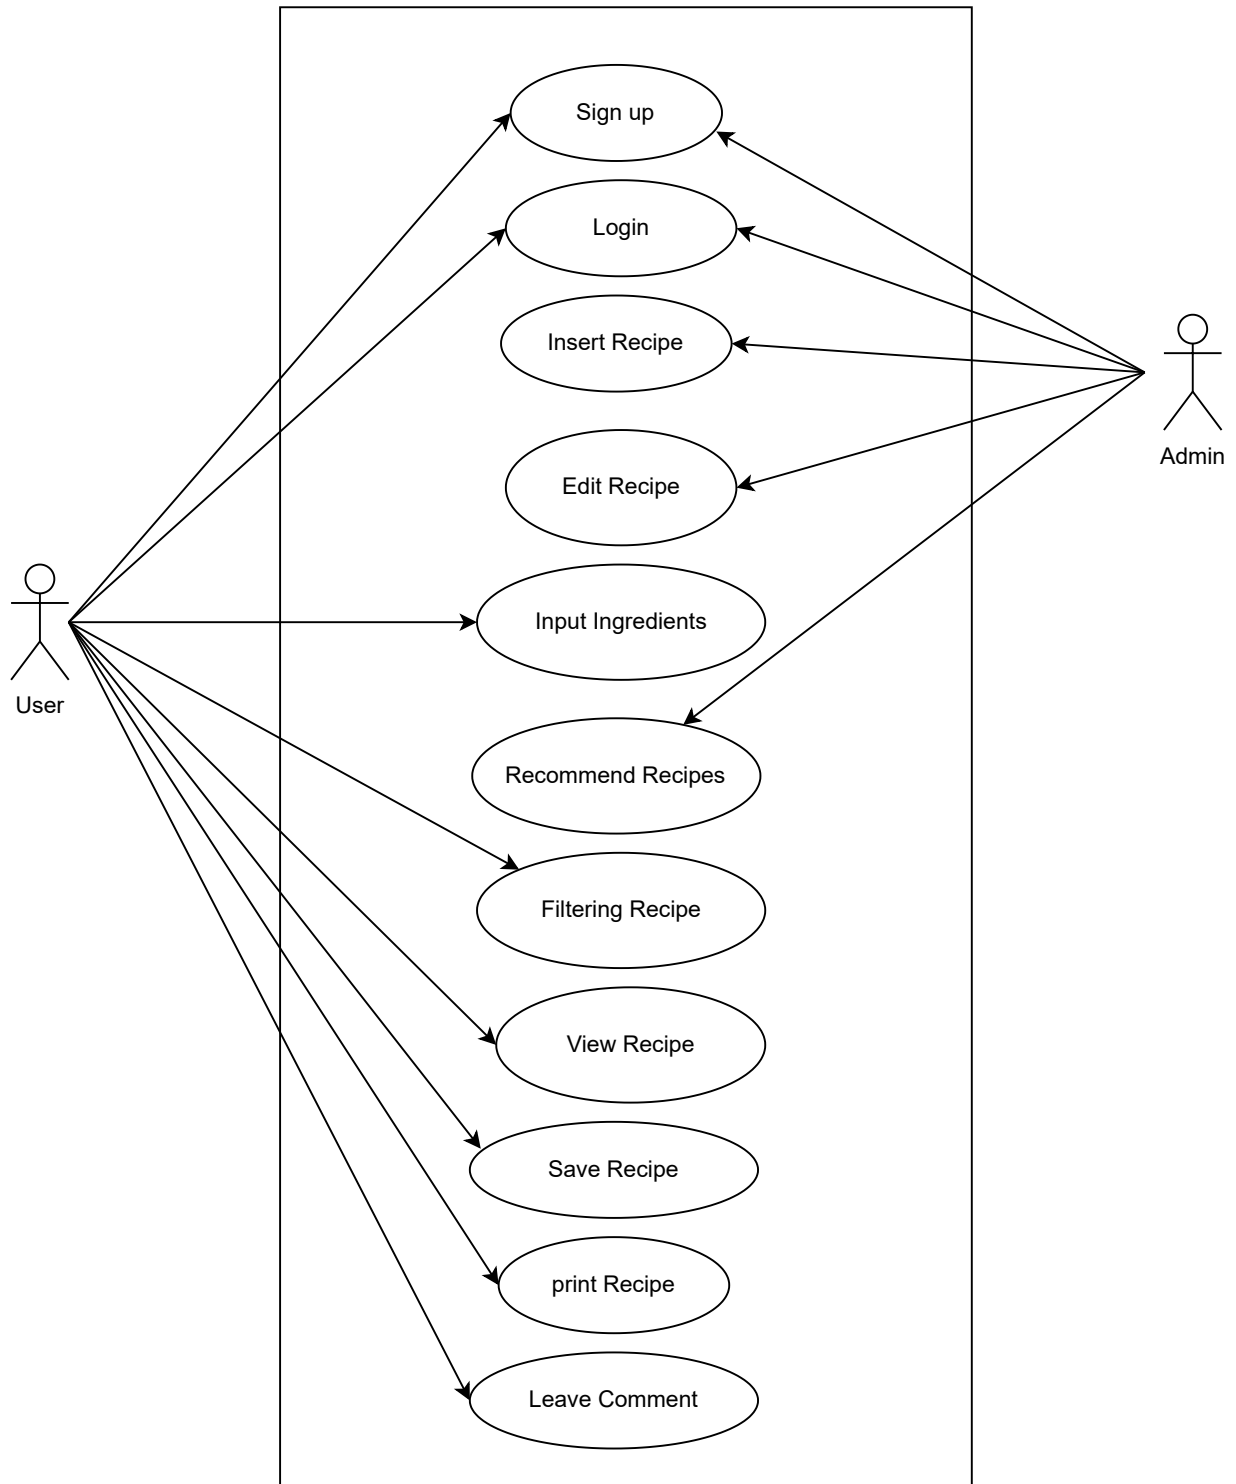 Sign up
Login
Insert Recipe
Admin
Edit Recipe
Input Ingredients
User
Recommend Recipes
Filtering Recipe
View Recipe
Save Recipe
print Recipe
Leave Comment